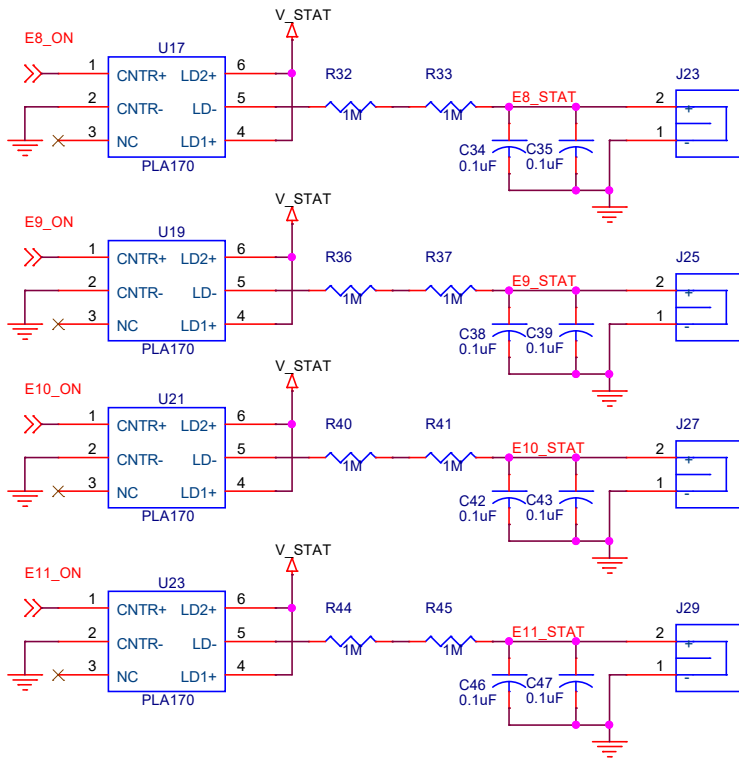 V_STAT
E8_ON U17 R32 R33 E8_STAT J23
1 CNTR+ LD2+ 6
2 CNTR- LD- 5 1M 1M 2 +
3 NC LD1+ 4 C34 C35 1 -
PLA170 0.1uF 0.1uF
V_STAT
E9_ON U19 R36 R37 E9_STAT J25
1 CNTR+ LD2+ 6
2 CNTR- LD- 5 1M 1M 2 +
3 NC LD1+ 4 C38 C39 1 -
PLA170 0.1uF 0.1uF
V_STAT
E10_ON U21 R40 R41 E10_STAT J27
1 CNTR+ LD2+ 6
2 CNTR- LD- 5 1M 1M 2 +
3 NC LD1+ 4 C42 C43 1 -
PLA170 0.1uF 0.1uF
V_STAT
E11_ON U23 R44 R45 E11_STAT J29
1 CNTR+ LD2+ 6
2 CNTR- LD- 5 1M 1M 2 +
3 NC LD1+ 4 C46 C47 1 -
PLA170 0.1uF 0.1uF